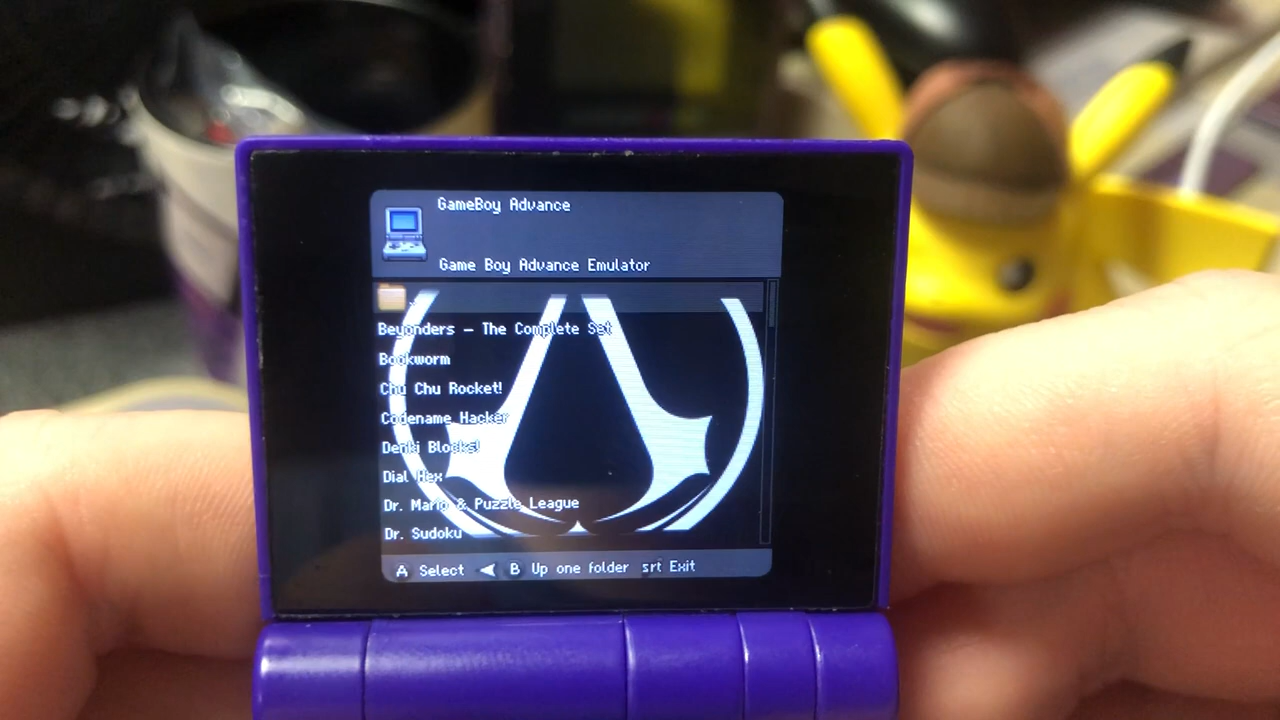 GameBoy Advance
Game Boy Advance Emulator
..
Beyonders – The Complete Set
Bookworm
Chu Chu Rocket!
Codename Hacker
Denki Blocks!
Dial Hex
Dr. Mario & Puzzle League
Dr. Sudoku
A Select ◀ B Up one folder srt Exit